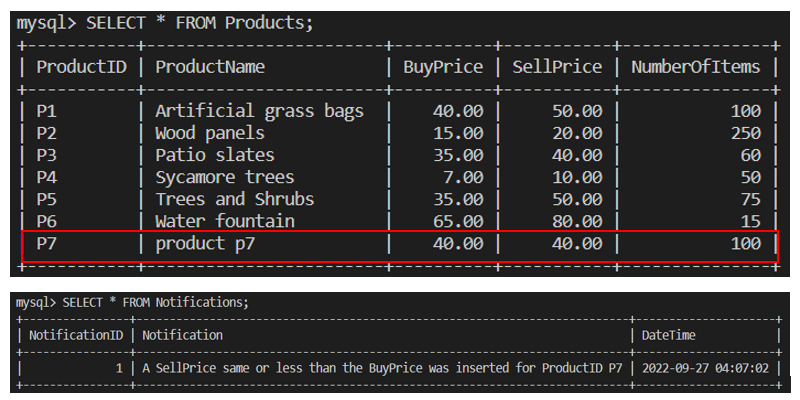 mysql> SELECT * FROM Products;
+-----------+------------------------+----------+-----------+---------------+
| ProductID | ProductName            | BuyPrice | SellPrice | NumberOfItems |
+-----------+------------------------+----------+-----------+---------------+
| P1        | Artificial grass bags  |    40.00 |     50.00 |           100 |
| P2        | Wood panels            |    15.00 |     20.00 |           250 |
| P3        | Patio slates           |    35.00 |     40.00 |            60 |
| P4        | Sycamore trees         |     7.00 |     10.00 |            50 |
| P5        | Trees and Shrubs       |    35.00 |     50.00 |            75 |
| P6        | Water fountain         |    65.00 |     80.00 |            15 |
| P7        | product p7             |    40.00 |     40.00 |           100 |
+-----------+------------------------+----------+-----------+---------------+
mysql> SELECT * FROM Notifications;
+----------------+-------------------------------------------------------------------------+---------------------+
| NotificationID | Notification                                                            | DateTime            |
+----------------+-------------------------------------------------------------------------+---------------------+
|              1 | A SellPrice same or less than the BuyPrice was inserted for ProductID P7 | 2022-09-27 04:07:02 |
+----------------+-------------------------------------------------------------------------+---------------------+